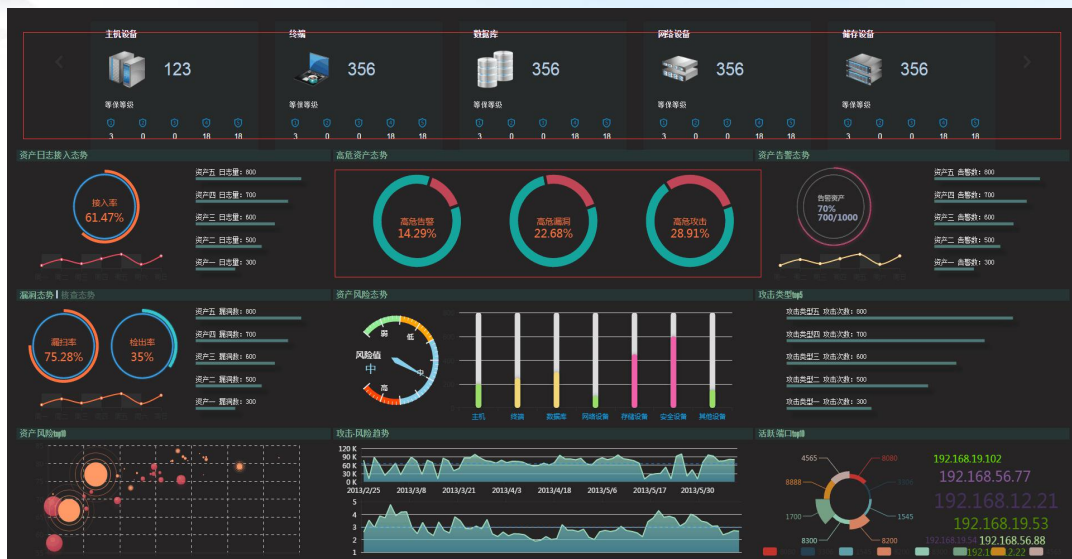 主机设备 终端 数据库 网络设备 储存设备
123 356 356 356 356
等保等级 等保等级 等保等级 等保等级 等保等级
3 0 0 18 18 3 0 0 18 18 3 0 0 18 18 3 0 0 18 18 3 0 0 18 18
资产日志接入态势
接入率
61.47%
资产五 日志量: 800
资产四 日志量: 700
资产三 日志量: 600
资产二 日志量: 500
资产一 日志量: 300
高危资产态势
高危告警
14.29%
高危漏洞
22.68%
高危攻击
28.91%
资产告警态势
告警资产
70%
700/1000
资产五 告警数: 800
资产四 告警数: 700
资产三 告警数: 600
资产二 告警数: 500
资产一 告警数: 300
漏洞态势 核查态势
漏扫率
75.28%
检出率
35%
资产五 漏洞数: 800
资产四 漏洞数: 700
资产三 漏洞数: 600
资产二 漏洞数: 500
资产一 漏洞数: 300
资产风险态势
弱 低
风险值
中 中
高
主机 终端 数据库 网络设备 存储设备 安全设备 其他设备
攻击类型top5
攻击类型五 攻击次数: 800
攻击类型四 攻击次数: 700
攻击类型三 攻击次数: 600
攻击类型二 攻击次数: 500
攻击类型一 攻击次数: 300
资产风险top10
攻击-风险趋势
120 K
90 K
60 K
30 K
0 K
2013/2/25 2013/3/8 2013/3/21 2013/4/3 2013/4/18 2013/5/6 2013/5/17 2013/5/30
5
4
3
2
1
活跃端口top10
4565 8080
8888
1700 1545
8300 8200
192.168.19.102
192.168.56.77
192.168.12.21
192.168.19.53
192.168.19.54 192.168.56.88